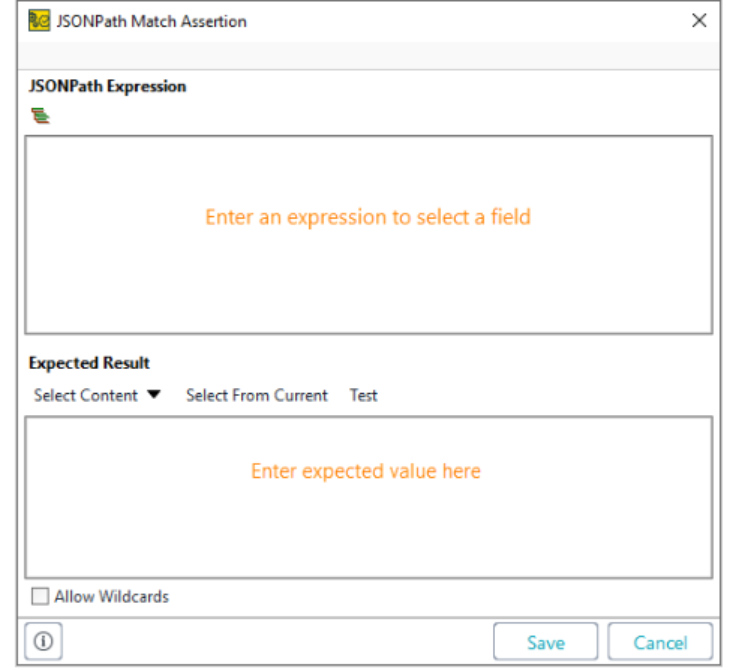 JSONPath Match Assertion
JSONPath Expression
Enter an expression to select a field
Expected Result
Select Content ▼ Select From Current Test
Enter expected value here
Allow Wildcards
Save Cancel